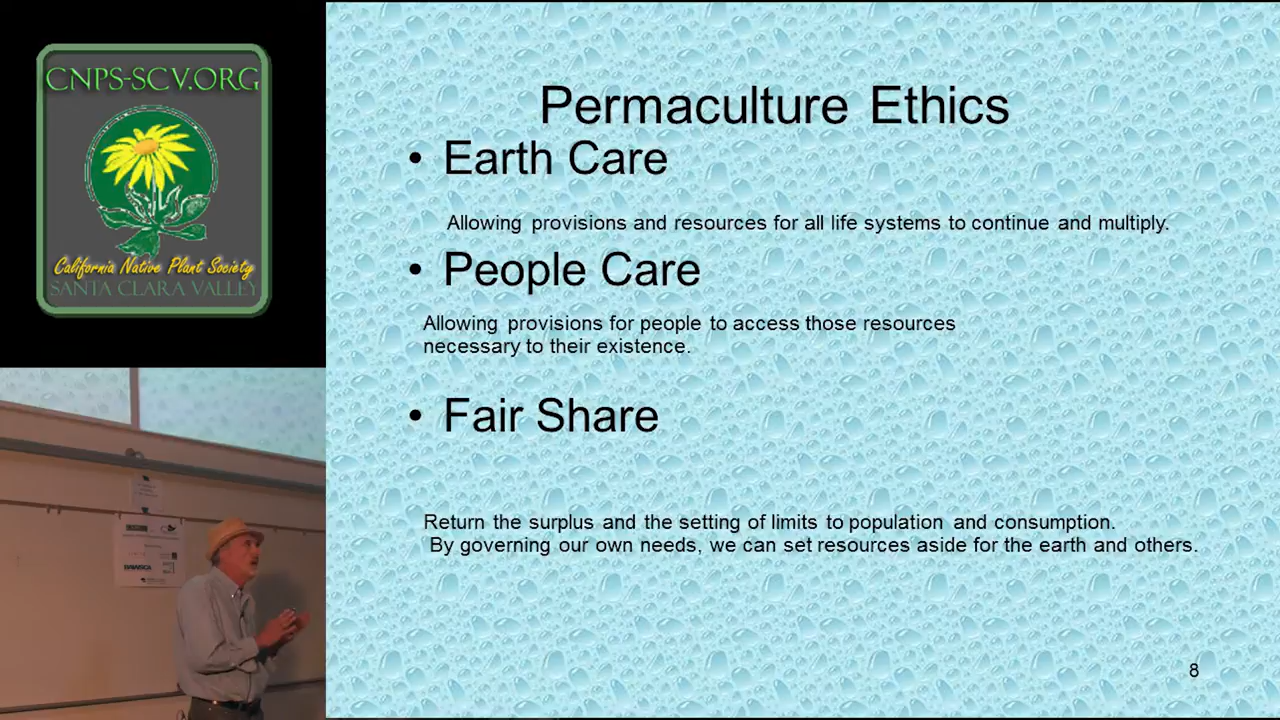 CNPS-SCV.ORG
California Native Plant Society
SANTA CLARA VALLEY
Permaculture Ethics
• Earth Care
Allowing provisions and resources for all life systems to continue and multiply.
• People Care
Allowing provisions for people to access those resources
necessary to their existence.
• Fair Share
Return the surplus and the setting of limits to population and consumption.
By governing our own needs, we can set resources aside for the earth and others.
8
BAWSCA